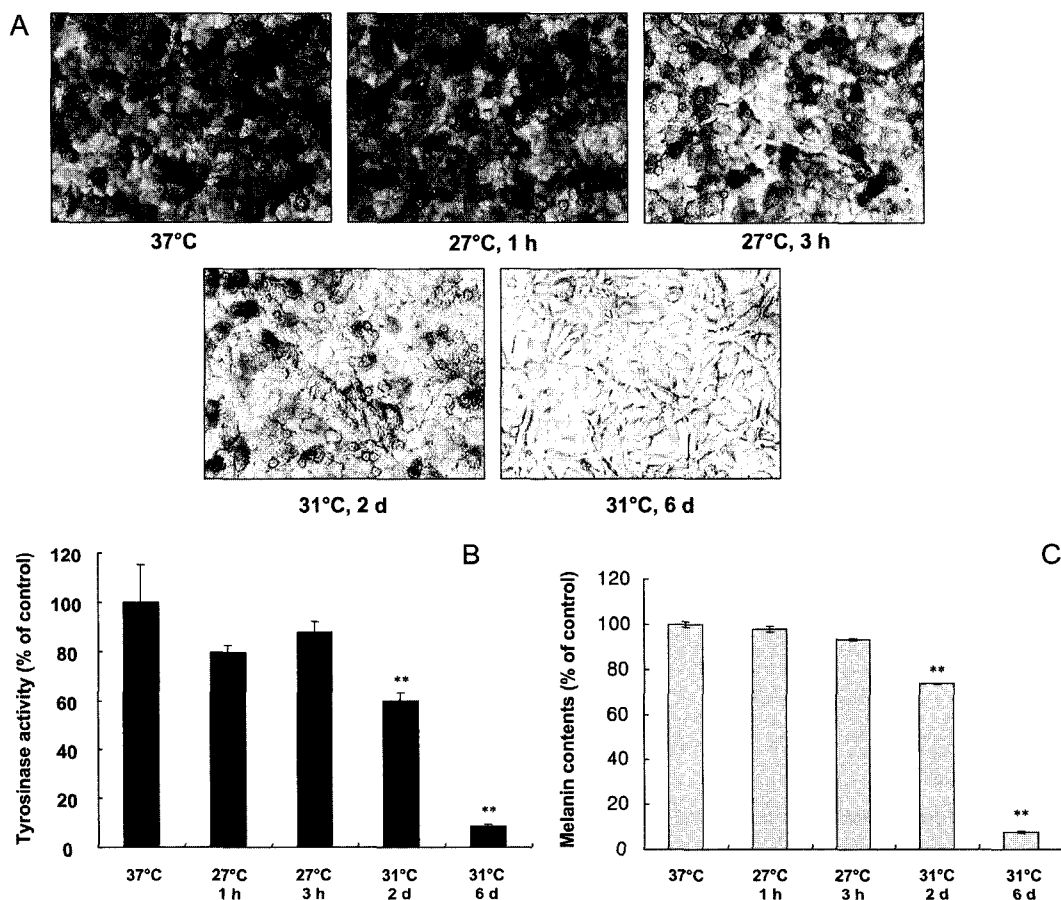 A
37°C
27°C, 1 h
27°C, 3 h
31°C, 2 d
31°C, 6 d
B
Tyrosinase activity (% of control)
120
100
80
60
40
20
0
**
**
37°C
27°C
1 h
27°C
3 h
31°C
2 d
31°C
6 d
C
Melanin contents (% of control)
120
100
80
60
40
20
0
**
**
37°C
27°C
1 h
27°C
3 h
31°C
2 d
31°C
6 d